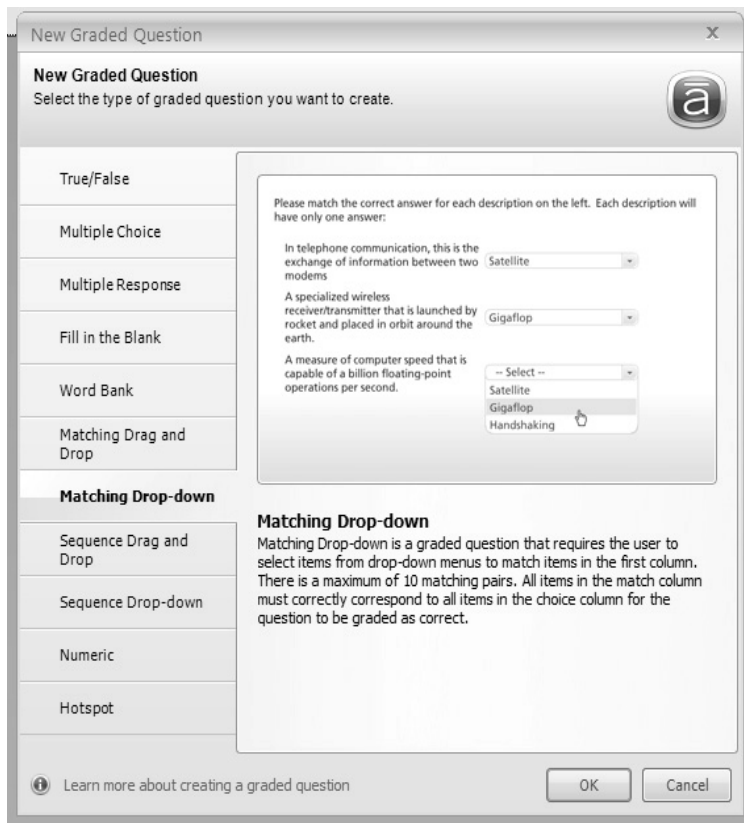 New Graded Question
X
New Graded Question
Select the type of graded question you want to create.
ā
True/False
Multiple Choice
Multiple Response
Fill in the Blank
Word Bank
Matching Drag and
Drop
Matching Drop-down
Sequence Drag and
Drop
Sequence Drop-down
Numeric
Hotspot
Please match the correct answer for each description on the left. Each description will
have only one answer:
In telephone communication, this is the
exchange of information between two
modems
Satellite
A specialized wireless
receiver/transmitter that is launched by
rocket and placed in orbit around the
earth.
Gigaflop
A measure of computer speed that is
capable of a billion floating-point
operations per second.
-- Select --
Satellite
Gigaflop
Handshaking
Matching Drop-down
Matching Drop-down is a graded question that requires the user to
select items from drop-down menus to match items in the first column.
There is a maximum of 10 matching pairs. All items in the match column
must correctly correspond to all items in the choice column for the
question to be graded as correct.
Learn more about creating a graded question
OK
Cancel